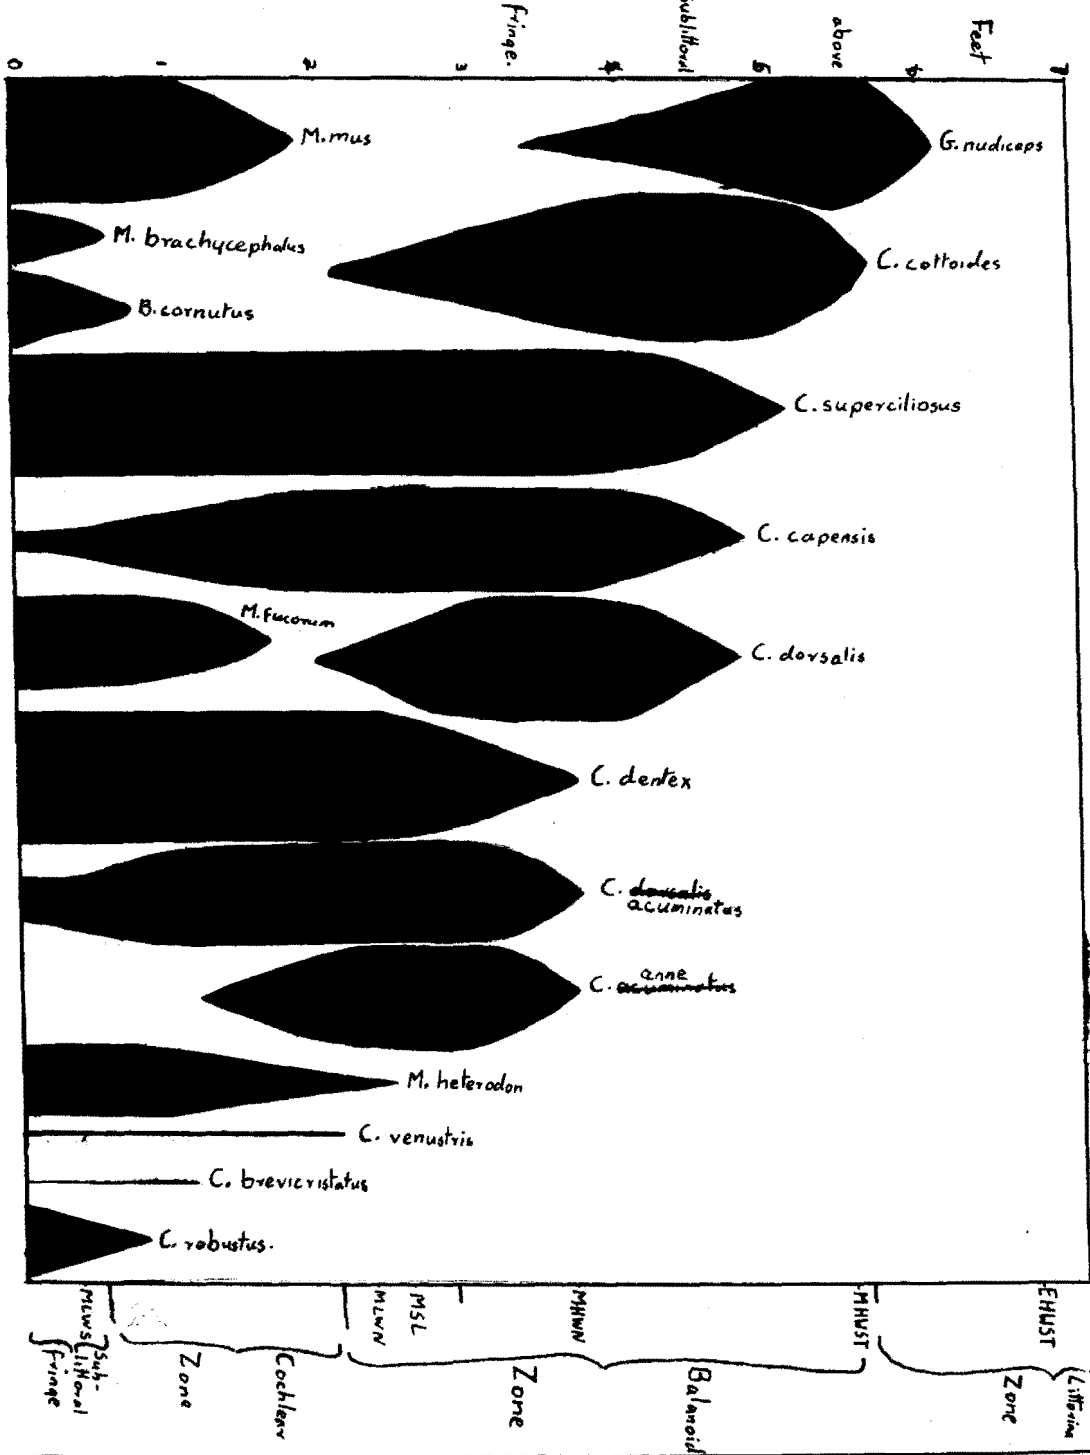 Feet
above
sublittoral
fringe.
0 1 2 3 4 5 6 7
M. mus
G. nudiceps
M. brachycephalus
C. cottoides
B. cornutus
C. superciliosus
C. capensis
M. fucorum
C. dorsalis
C. dentex
C. dorsalis
acuminatus
anne
C. acuminatus
M. heterodon
C. venustris
C. brevicristatus
C. robustus.
MLWS
MLWN
MSL
MHWN
MHWST
EHWST
Sub-
littoral
fringe
Cochlear
Zone
Balanoid
Zone
Littorina
Zone